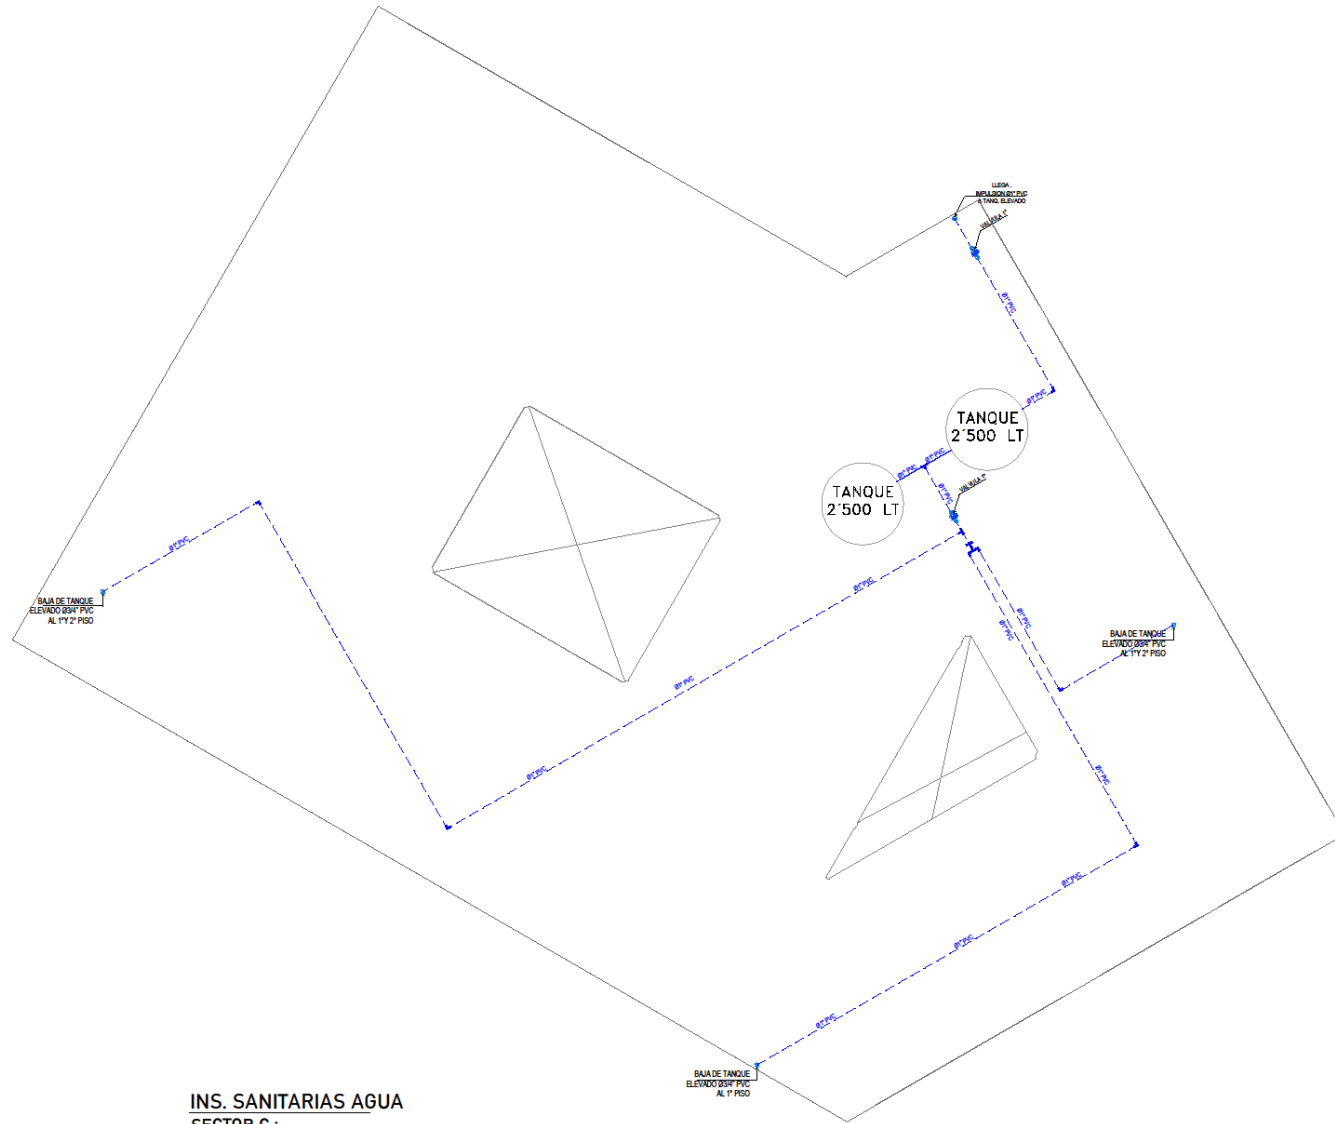 LLEGA .
IMPULSION Ø1" PVC
A TANQ. ELEVADO
VALVULA 1"
Ø1" PVC
Ø1" PVC
TANQUE
2'500 LT
Ø1" PVC
Ø1" PVC
TANQUE
2'500 LT
Ø1" PVC
VALVULA 1"
Ø1" PVC
Ø1" PVC
BAJA DE TANQUE
ELEVADO Ø3/4" PVC
AL 1°Y 2° PISO
Ø1" PVC
Ø1" PVC
BAJA DE TANQUE
ELEVADO Ø3/4" PVC
AL 1°Y 2° PISO
Ø1" PVC
Ø1" PVC
Ø1" PVC
Ø1" PVC
Ø1" PVC
Ø1" PVC
BAJA DE TANQUE
ELEVADO Ø3/4" PVC
AL 1° PISO
INS. SANITARIAS AGUA
SECTOR C :